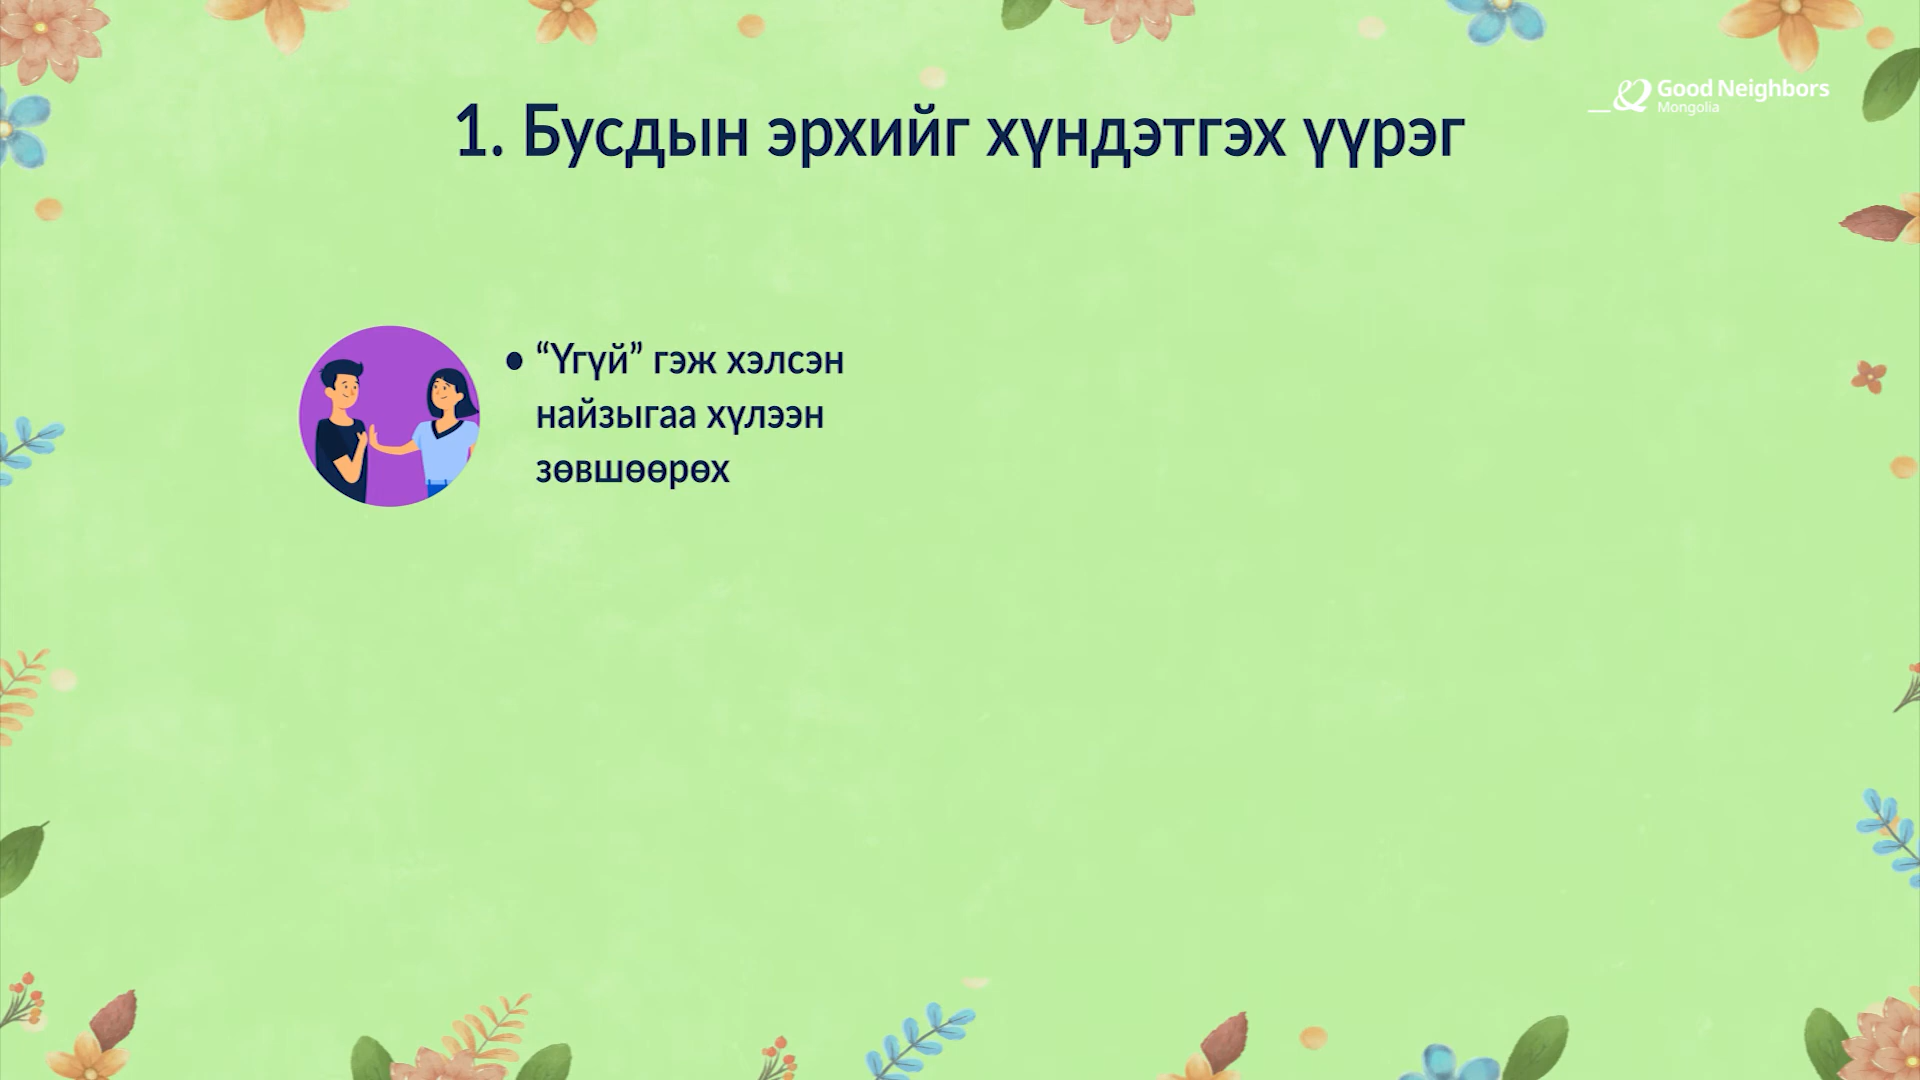 Good Neighbors
Mongolia
1. Бусдын эрхийг хүндэтгэх үүрэг
• “Үгүй” гэж хэлсэн
найзыгаа хүлээн
зөвшөөрөх